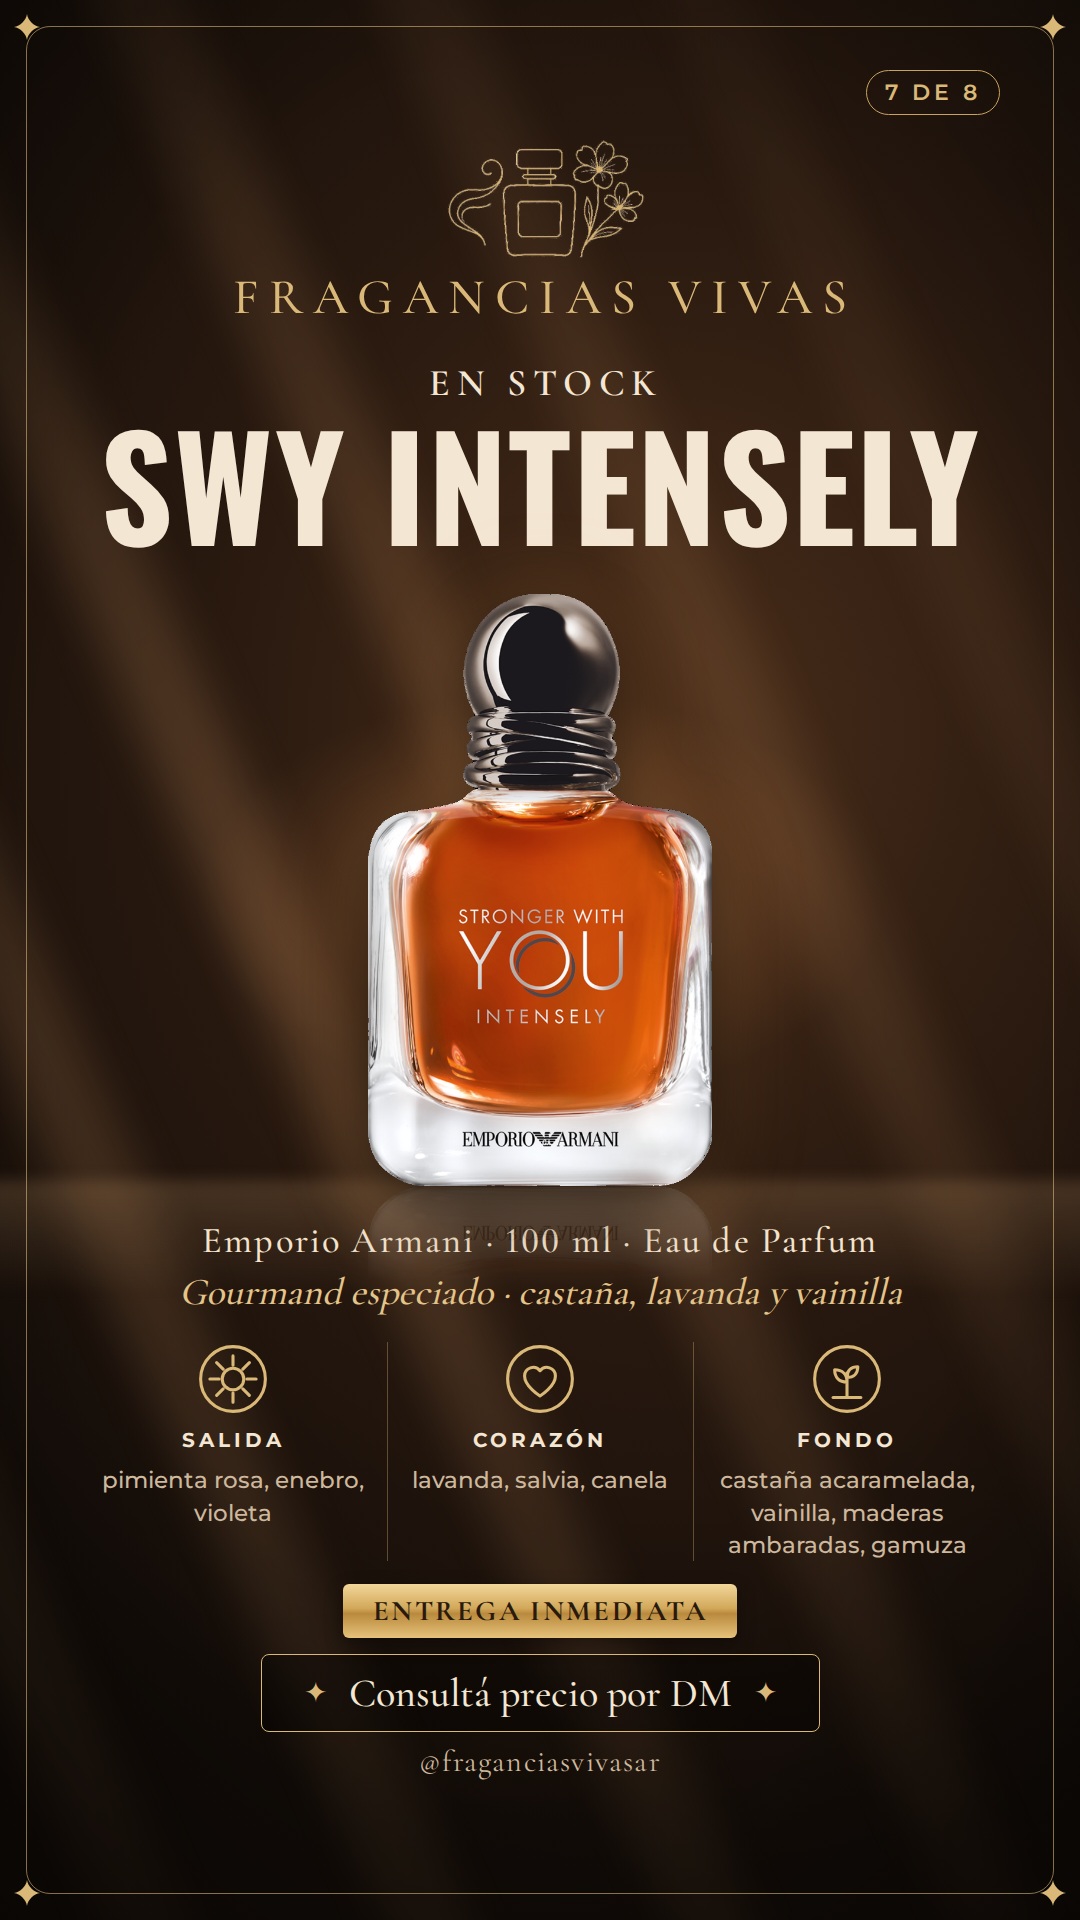 7 DE 8
FRAGANCIAS VIVAS
EN STOCK
SWY INTENSELY
STRONGER WITH
YOU
INTENSELY
EMPORIO ARMANI
Emporio Armani · 100 ml · Eau de Parfum
Gourmand especiado · castaña, lavanda y vainilla
SALIDA
pimienta rosa, enebro,
violeta
CORAZÓN
lavanda, salvia, canela
FONDO
castaña acaramelada,
vainilla, maderas
ambaradas, gamuza
ENTREGA INMEDIATA
Consultá precio por DM
@fraganciasvivasar